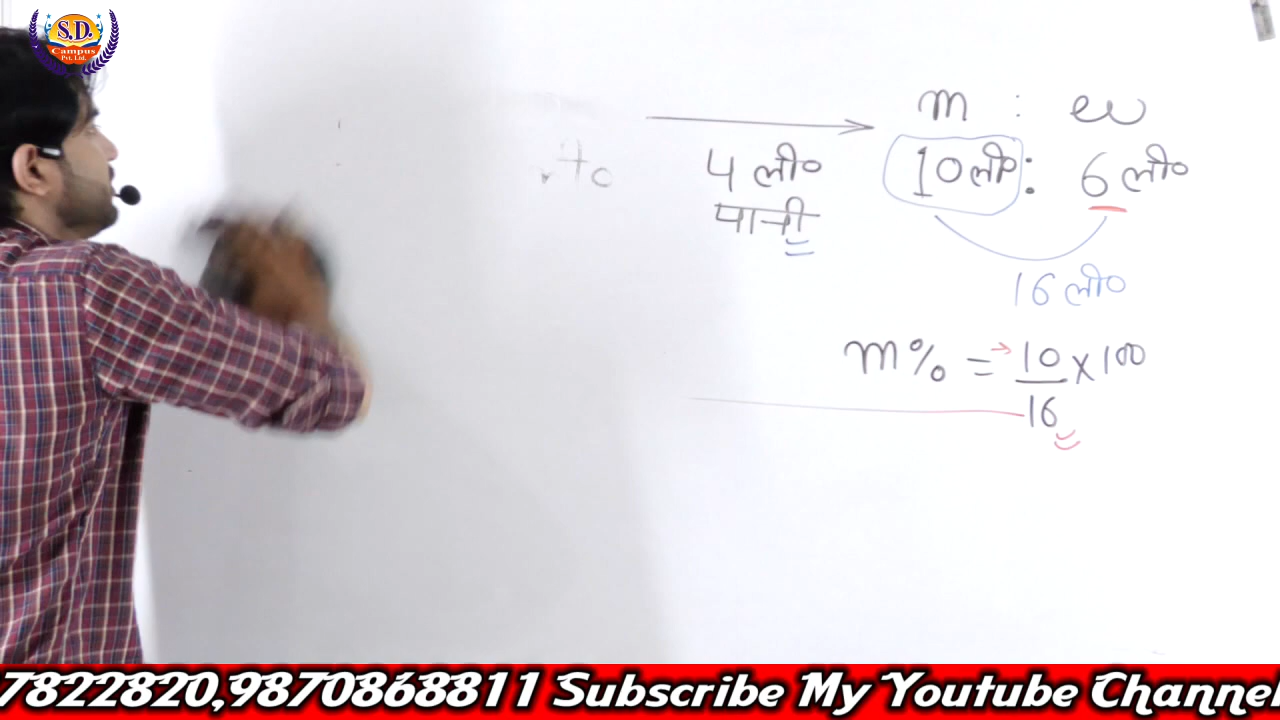 S.D.
Campus
Pvt. Ltd.
m : w
4 ली० 10 ली० : 6 ली०
पानी
16 ली०
m% = 10/16 × 100
7822820,9870868811 Subscribe My Youtube Channel